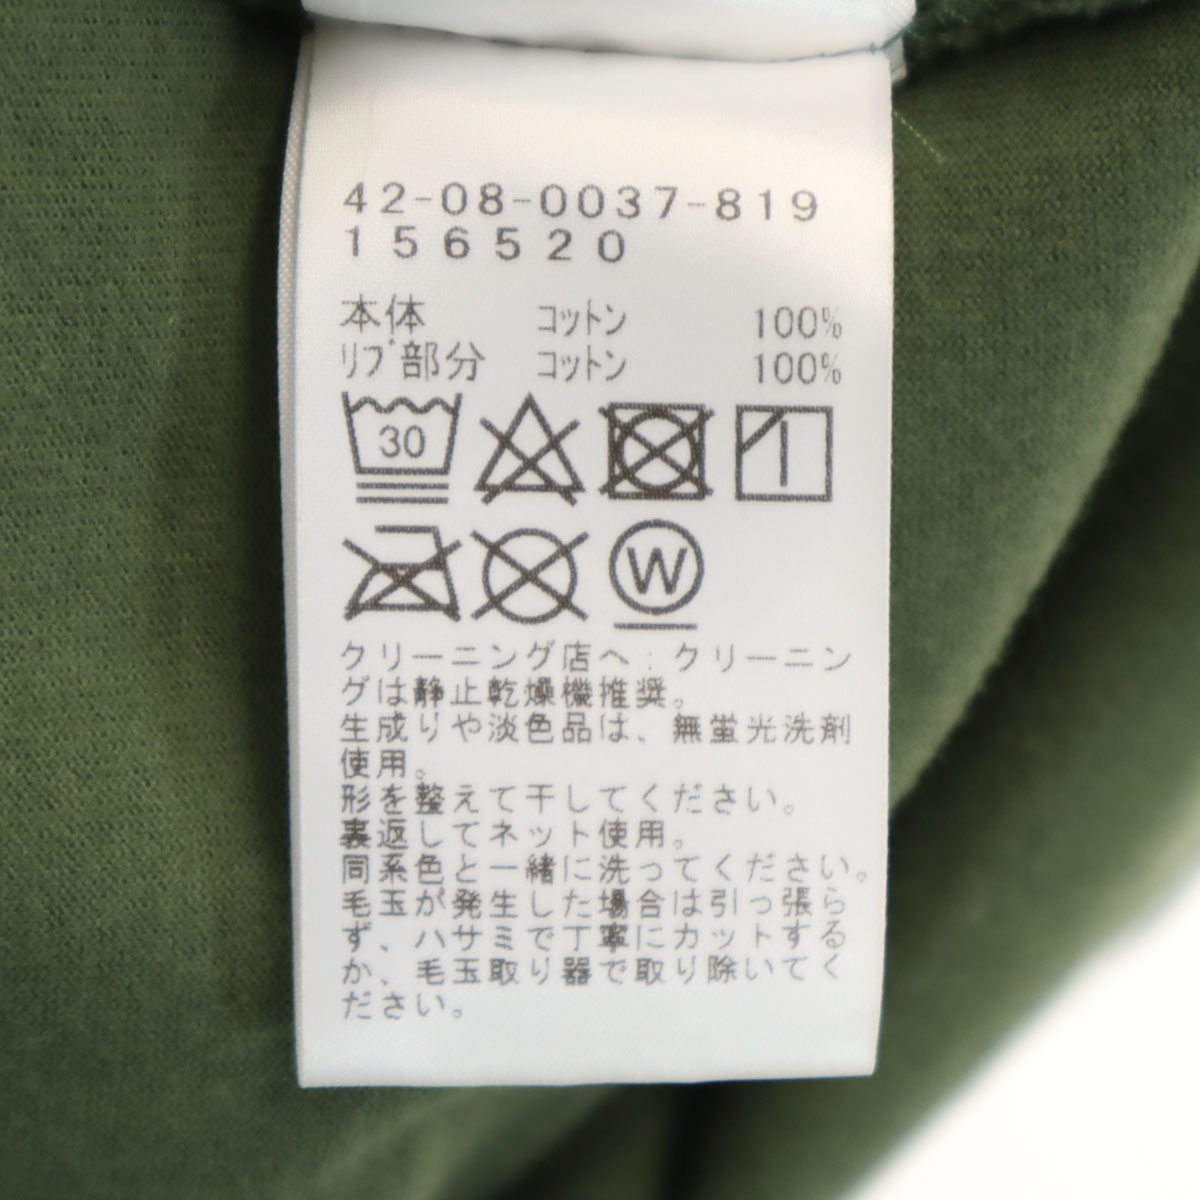 42-08-0037-819
156520
本体 コットン 100%
リブ部分 コットン 100%
30
W
クリーニング店へ:クリーニン
グは静止乾燥機推奨。
生成りや淡色品は、無蛍光洗剤
使用。
形を整えて干してください。
裏返してネット使用。
同系色と一緒に洗ってください。
毛玉が発生した場合は引っ張ら
ず、ハサミで丁寧にカットする
か、毛玉取り器で取り除いてく
ださい。